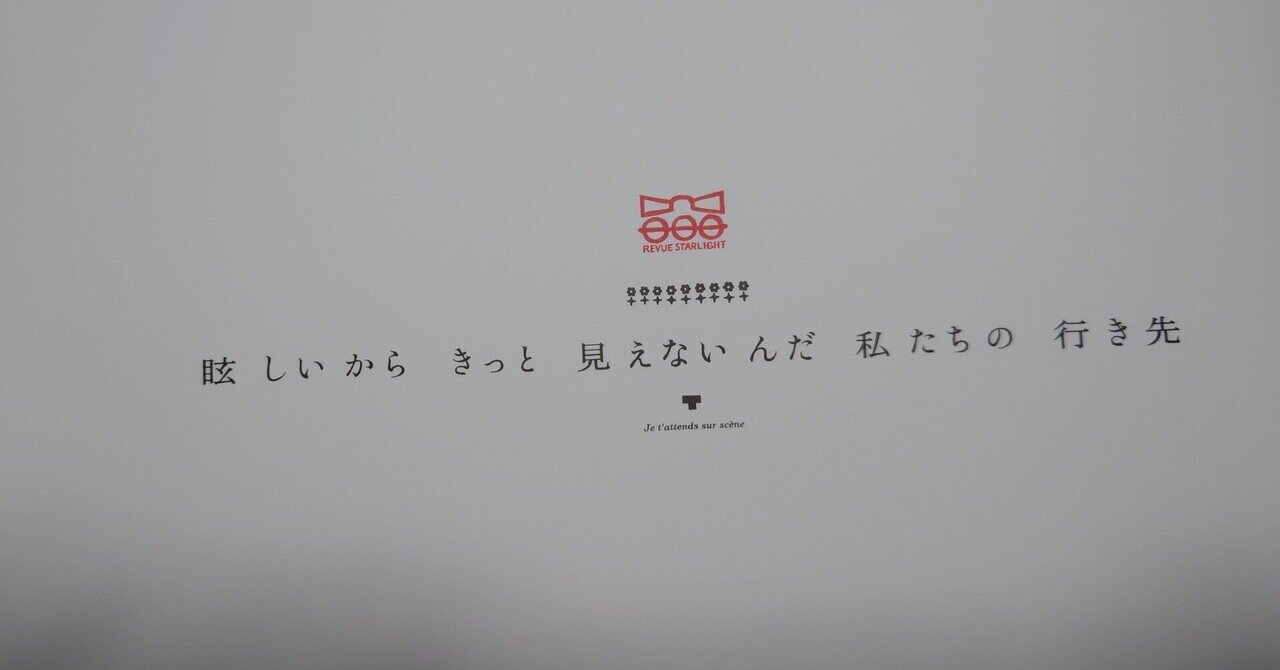 REVUE STARLIGHT
眩しいから きっと 見えないんだ 私たちの 行き先
Je t'attends sur scène